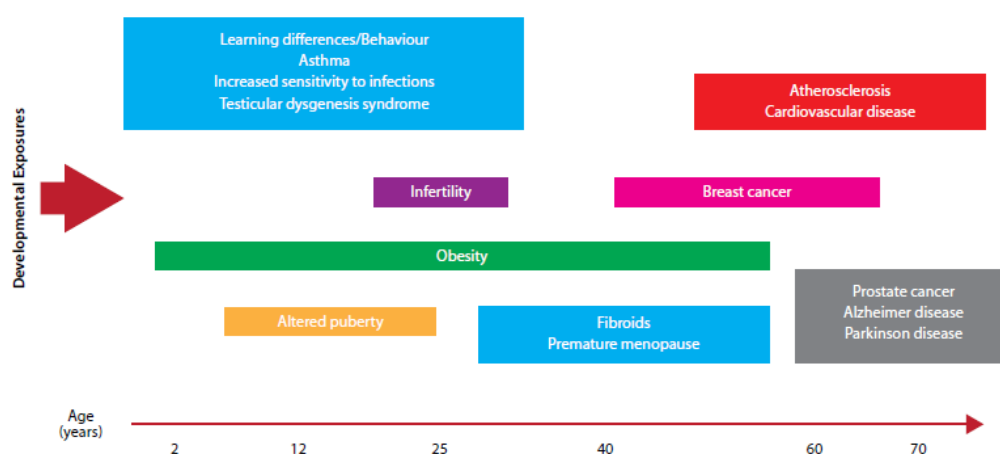 Developmental Exposures
Learning differences/Behaviour
Asthma
Increased sensitivity to infections
Testicular dysgenesis syndrome
Atherosclerosis
Cardiovascular disease
Infertility
Breast cancer
Obesity
Altered puberty
Fibroids
Premature menopause
Prostate cancer
Alzheimer disease
Parkinson disease
Age
(years)
2 12 25 40 60 70